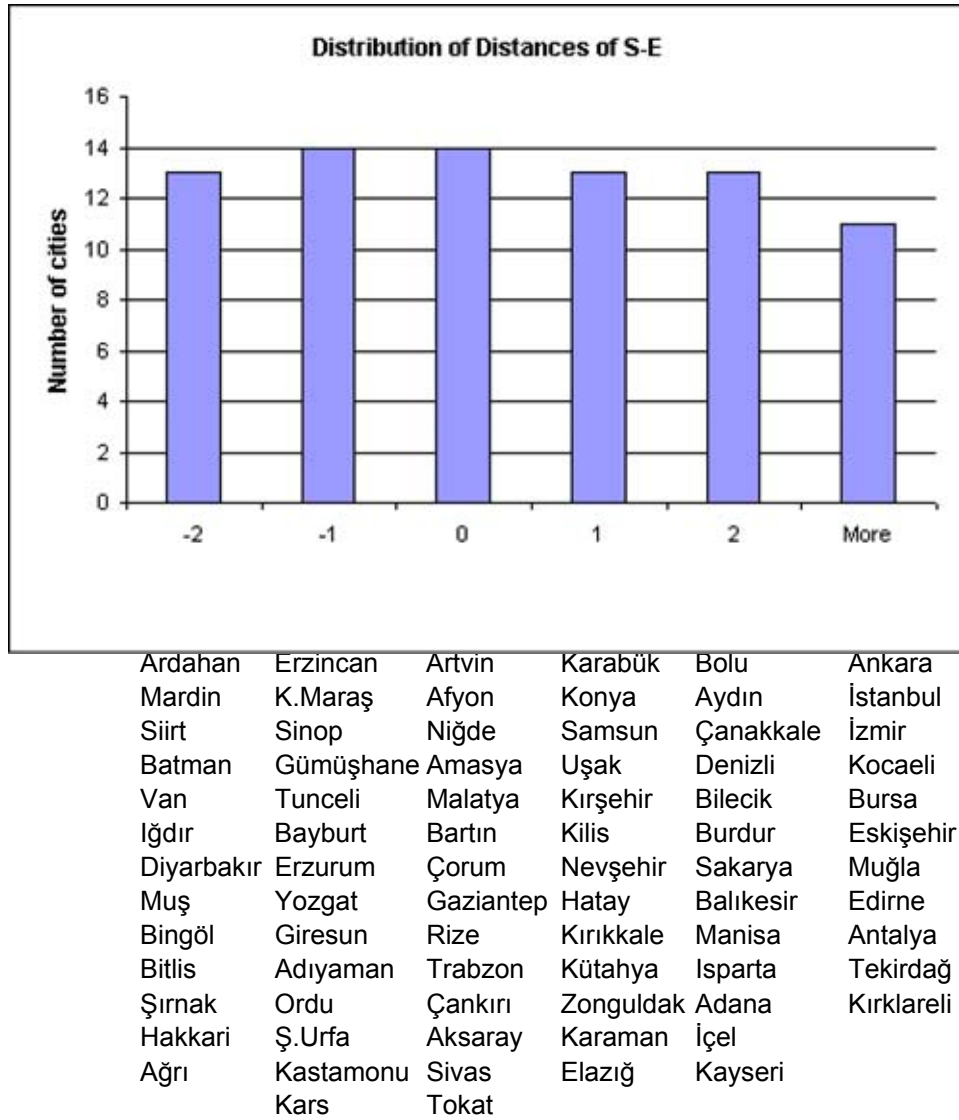 Distribution of Distances of S-E
16
14
12
10
8
6
4
2
0
Number of cities
-2 -1 0 1 2 More
Ardahan Erzincan Artvin Karabük Bolu Ankara
Mardin K.Maraş Afyon Konya Aydın İstanbul
Siirt Sinop Niğde Samsun Çanakkale İzmir
Batman Gümüşhane Amasya Uşak Denizli Kocaeli
Van Tunceli Malatya Kırşehir Bilecik Bursa
Iğdır Bayburt Bartın Kilis Burdur Eskişehir
Diyarbakır Erzurum Çorum Nevşehir Sakarya Muğla
Muş Yozgat Gaziantep Hatay Balıkesir Edirne
Bingöl Giresun Rize Kırıkkale Manisa Antalya
Bitlis Adıyaman Trabzon Kütahya Isparta Tekirdağ
Şırnak Ordu Çankırı Zonguldak Adana Kırklareli
Hakkari Ş.Urfa Aksaray Karaman İçel
Ağrı Kastamonu Sivas Elazığ Kayseri
Kars Tokat